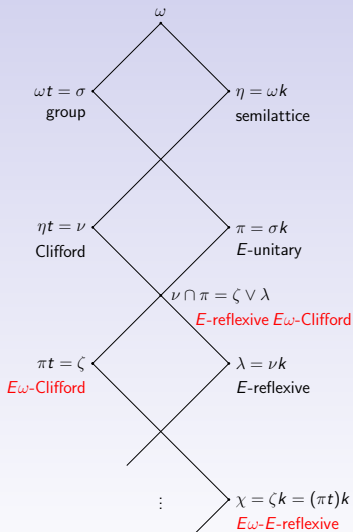 ω
ωt = σ
group
η = ωk
semilattice
ηt = ν
Clifford
π = σk
E-unitary
ν ∩ π = ζ ∨ λ
E-reflexive Eω-Clifford
πt = ζ
Eω-Clifford
λ = νk
E-reflexive
⋮
χ = ζk = (πt)k
Eω-E-reflexive